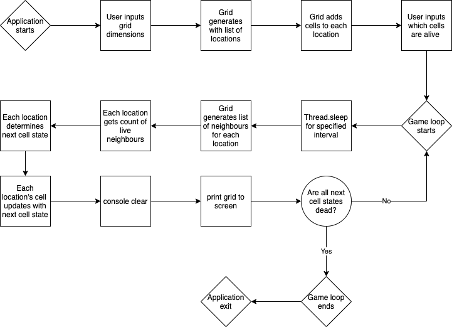 Application
starts
User inputs
grid
dimensions
Grid
generates
with list of
locations
Grid adds
cells to each
location
User inputs
which cells
are alive
Each location
determines
next cell state
Each location
gets count of
live
neighbours
Grid
generates list
of neighbours
for each
location
Thread.sleep
for specified
interval
Game loop
starts
Each
location's cell
updates with
next cell state
console clear
print grid to
screen
Are all next
cell states
dead?
No
Yes
Application
exit
Game loop
ends